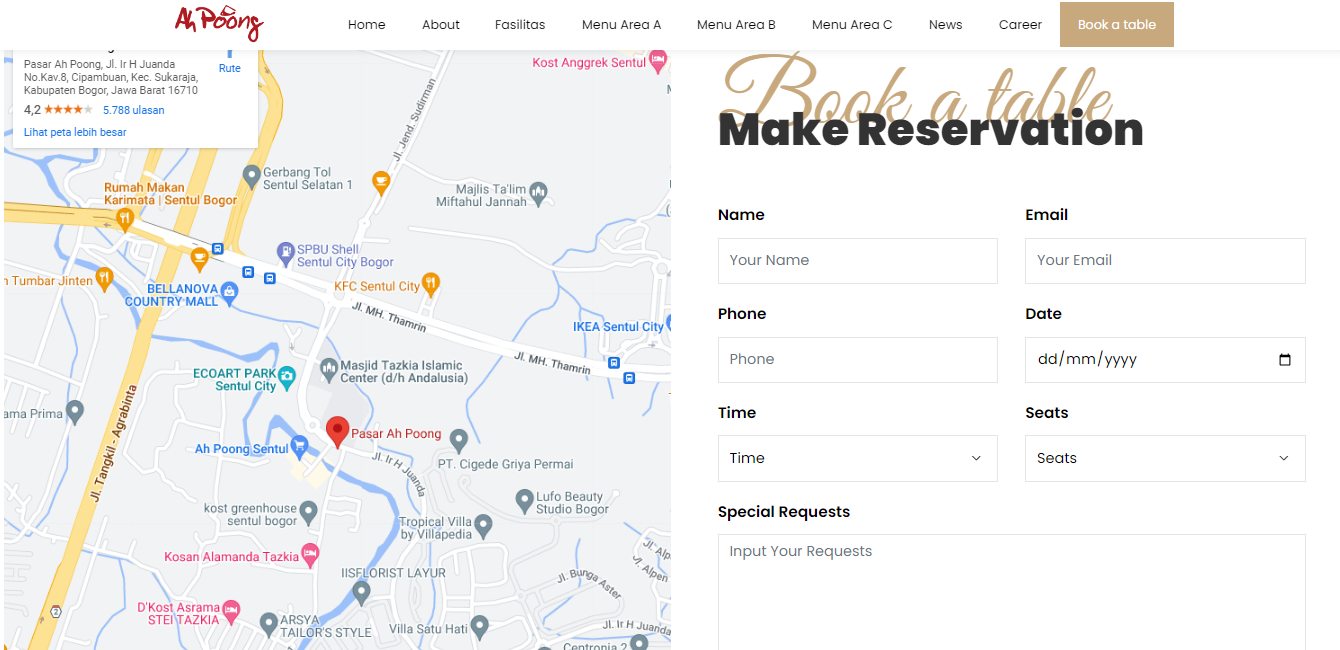 Ah Poong
Home
About
Fasilitas
Menu Area A
Menu Area B
Menu Area C
News
Career
Book a table
Pasar Ah Poong, Jl. Ir H Juanda
No.Kav.8, Cipambuan, Kec. Sukaraja,
Kabupaten Bogor, Jawa Barat 16710
Rute
4,2
5.788 ulasan
Lihat peta lebih besar
Kost Anggrek Sentul
Jl. Jend. Sudirman
Gerbang Tol
Sentul Selatan 1
Rumah Makan
Karimata | Sentul Bogor
Majlis Ta'lim
Miftahul Jannah
SPBU Shell
Sentul City Bogor
n Tumbar Jinten
BELLANOVA
COUNTRY MALL
KFC Sentul City
Jl. MH. Thamrin
IKEA Sentul City
Jl. MH. Thamrin
Masjid Tazkia Islamic
Center (d/h Andalusia)
ECOART PARK
Sentul City
ama Prima
Jl. Tangkil - Agrabinta
Pasar Ah Poong
Ah Poong Sentul
Jl. Ir H Juanda
PT. Cigede Griya Permai
kost greenhouse
sentul bogor
Lufo Beauty
Studio Bogor
Tropical Villa
by Villapedia
Kosan Alamanda Tazkia
IISFLORIST LAYUR
Jl. Alpen
Jl. Bunga Aster
2
D'Kost Asrama
STEI TAZKIA
ARSYA
TAILOR'S STYLE
Villa Satu Hati
Jl. Ir H Juanda
Centronia 2
Book a table
Make Reservation
Name
Email
Your Name
Your Email
Phone
Date
Phone
dd/mm/yyyy
Time
Seats
Time
Seats
Special Requests
Input Your Requests